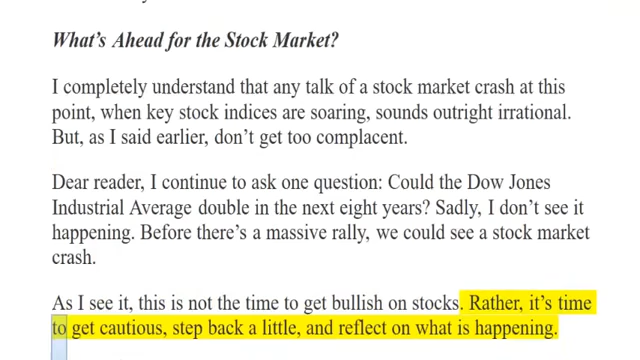 What's Ahead for the Stock Market?
I completely understand that any talk of a stock market crash at this
point, when key stock indices are soaring, sounds outright irrational.
But, as I said earlier, don't get too complacent.
Dear reader, I continue to ask one question: Could the Dow Jones
Industrial Average double in the next eight years? Sadly, I don't see it
happening. Before there's a massive rally, we could see a stock market
crash.
As I see it, this is not the time to get bullish on stocks. Rather, it's time
to get cautious, step back a little, and reflect on what is happening.